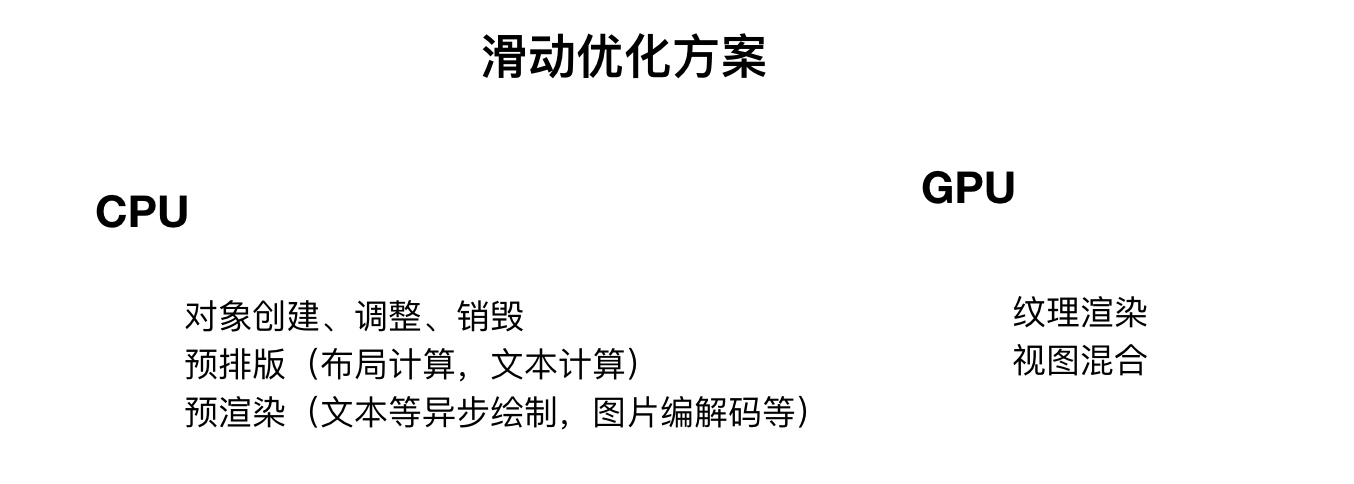 滑动优化方案
CPU
对象创建、调整、销毁
预排版（布局计算，文本计算）
预渲染（文本等异步绘制，图片编解码等）
GPU
纹理渲染
视图混合